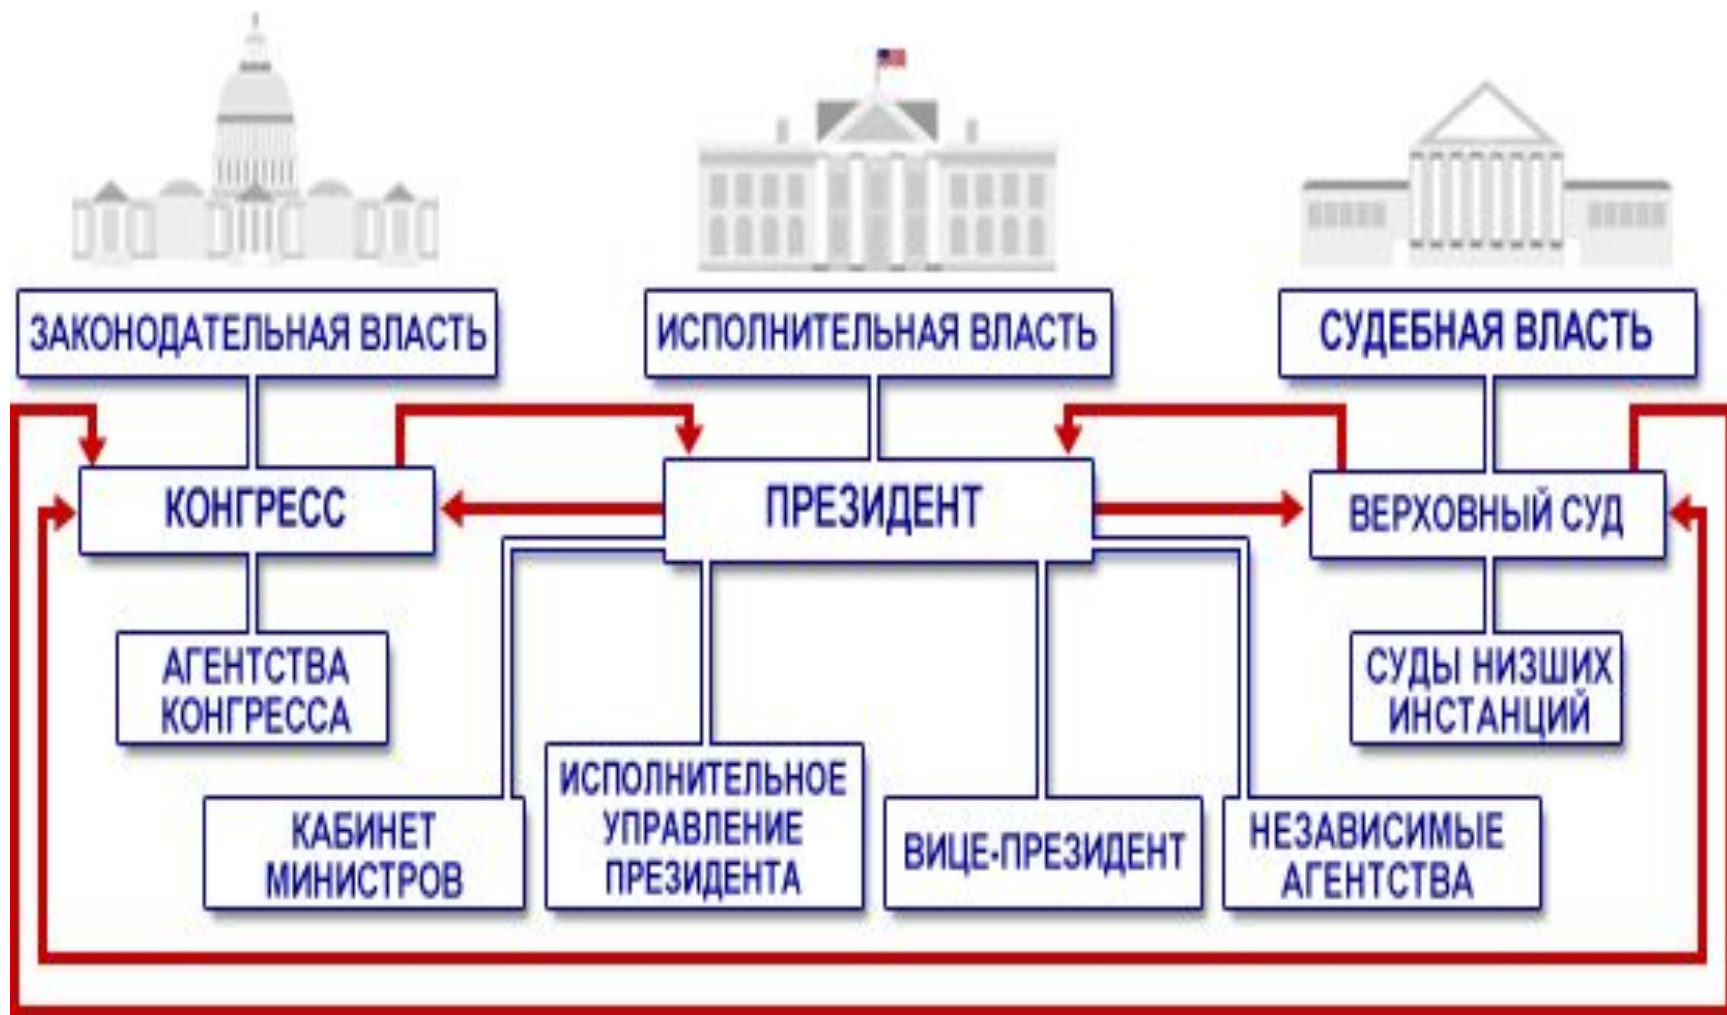 ЗАКОНОДАТЕЛЬНАЯ ВЛАСТЬ
ИСПОЛНИТЕЛЬНАЯ ВЛАСТЬ
СУДЕБНАЯ ВЛАСТЬ
КОНГРЕСС
ПРЕЗИДЕНТ
ВЕРХОВНЫЙ СУД
АГЕНТСТВА
КОНГРЕССА
СУДЫ НИЗШИХ
ИНСТАНЦИЙ
КАБИНЕТ
МИНИСТРОВ
ИСПОЛНИТЕЛЬНОЕ
УПРАВЛЕНИЕ
ПРЕЗИДЕНТА
ВИЦЕ-ПРЕЗИДЕНТ
НЕЗАВИСИМЫЕ
АГЕНТСТВА